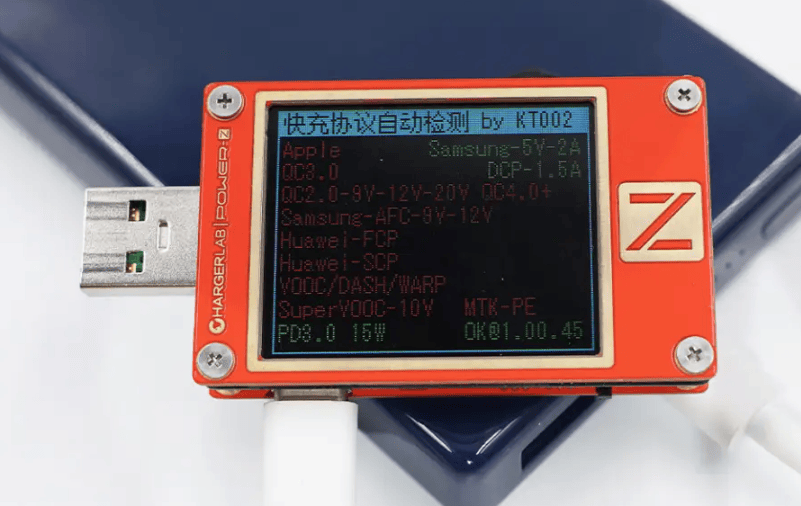 快充协议自动检测 by KT002
Apple Samsung-5V-2A
QC3.0 DCP-1.5A
QC2.0-9V-12V-20V QC4.0+
Samsung-AFC-9V-12V
Huawei-FCP
Huawei-SCP
VOOC/DASH/WARP
SuperVOOC-10V MTK-PE
PD3.0 15W OK@1.00.45
CHARGERLAB|POWER-Z
Z